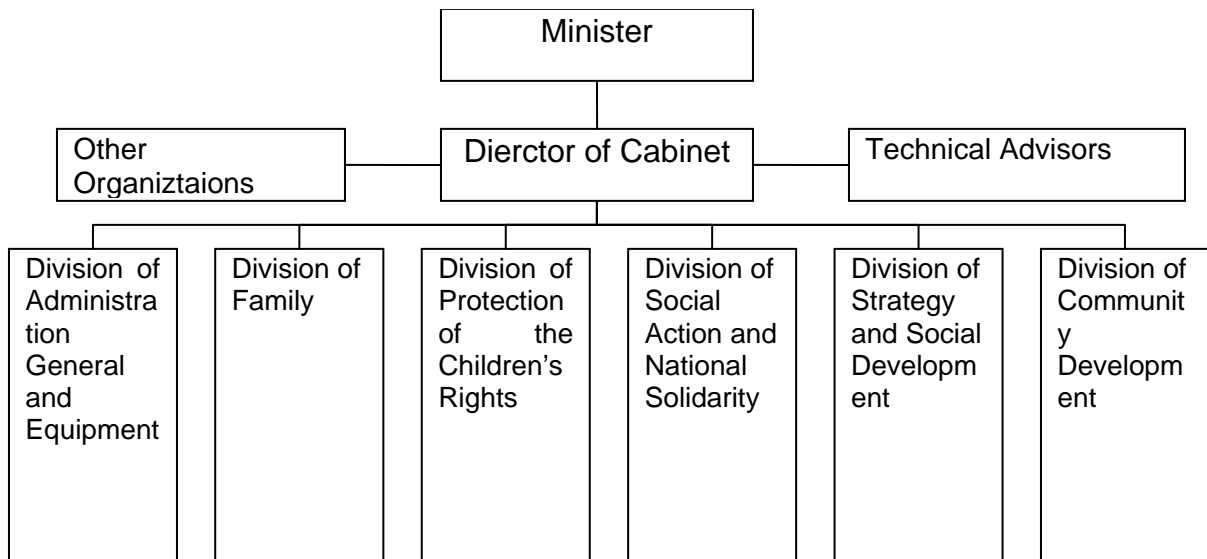 Minister
Other
Organiztaions
Dierctor of Cabinet
Technical Advisors
Division of
Administra
tion
General
and
Equipment
Division of
Family
Division of
Protection
of the
Children’s
Rights
Division of
Social
Action and
National
Solidarity
Division of
Strategy
and Social
Developm
ent
Division of
Communit
y
Developm
ent